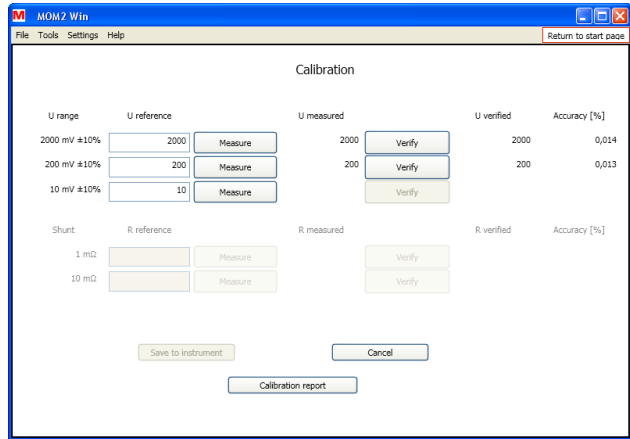 M MOM2 Win
File Tools Settings Help Return to start page
Calibration
U range U reference U measured U verified Accuracy [%]
2000 mV ±10% 2000 Measure 2000 Verify 2000 0,014
200 mV ±10% 200 Measure 200 Verify 200 0,013
10 mV ±10% 10 Measure Verify
Shunt R reference R measured R verified Accuracy [%]
1 mΩ Measure Verify
10 mΩ Measure Verify
Save to instrument Cancel
Calibration report